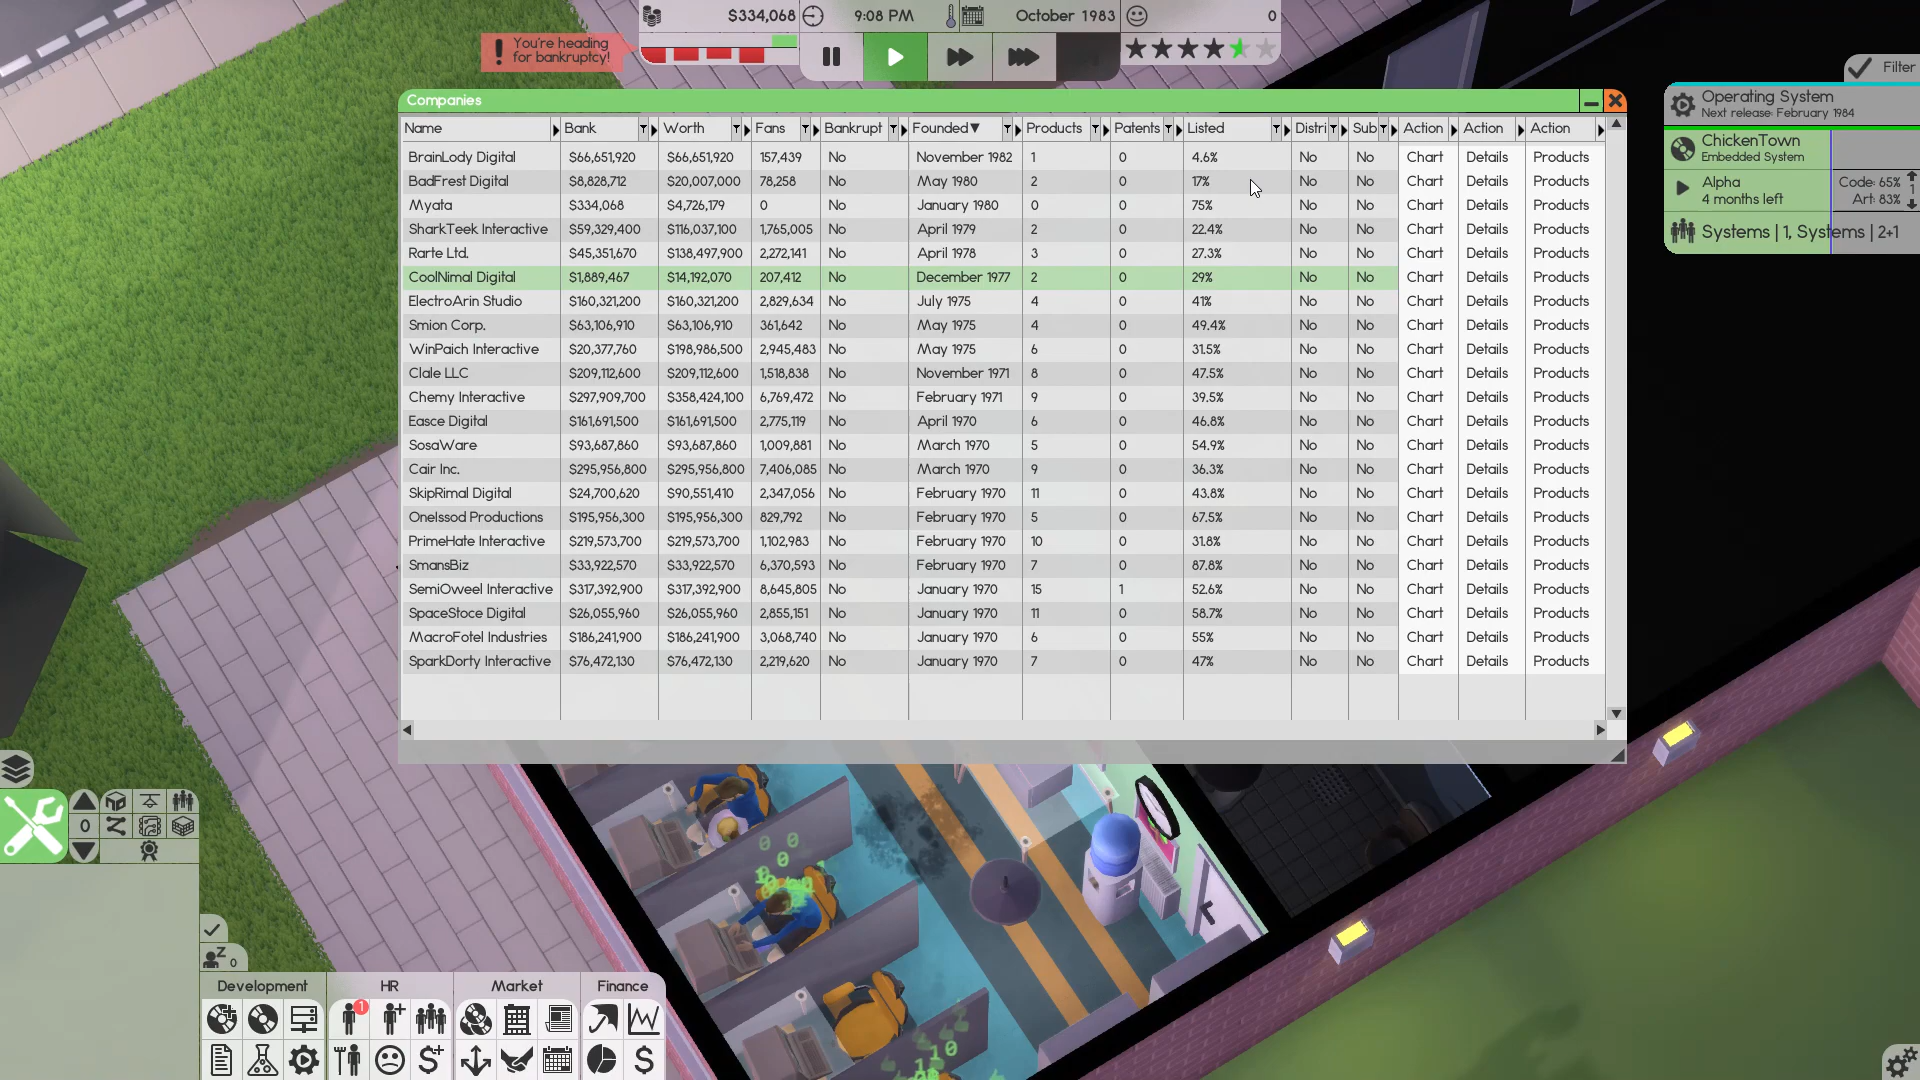 $334,068
9:08 PM
October 1983
0
You're heading
for bankruptcy!
Filter
Operating System
Next release: February 1984
ChickenTown
Embedded System
Alpha
4 months left
Code: 65%
Art: 83%
1
Systems | 1, Systems | 2+1
Companies
Name Bank Worth Fans Bankrupt Founded▼ Products Patents Listed Distri Sub Action Action Action
BrainLody Digital $66,651,920 $66,651,920 157,439 No November 1982 1 0 4.6% No No Chart Details Products
BadFrest Digital $8,828,712 $20,007,000 78,258 No May 1980 2 0 17% No No Chart Details Products
Myata $334,068 $4,726,179 0 No January 1980 0 0 75% No No Chart Details Products
SharkTeek Interactive $59,329,400 $116,037,100 1,765,005 No April 1979 2 0 22.4% No No Chart Details Products
Rarte Ltd. $45,351,670 $138,497,900 2,272,141 No April 1978 3 0 27.3% No No Chart Details Products
CoolNimal Digital $1,889,467 $14,192,070 207,412 No December 1977 2 0 29% No No Chart Details Products
ElectroArin Studio $160,321,200 $160,321,200 2,829,634 No July 1975 4 0 41% No No Chart Details Products
Smion Corp. $63,106,910 $63,106,910 361,642 No May 1975 4 0 49.4% No No Chart Details Products
WinPaich Interactive $20,377,760 $198,986,500 2,945,483 No May 1975 6 0 31.5% No No Chart Details Products
Clale LLC $209,112,600 $209,112,600 1,518,838 No November 1971 8 0 47.5% No No Chart Details Products
Chemy Interactive $297,909,700 $358,424,100 6,769,472 No February 1971 9 0 39.5% No No Chart Details Products
Easce Digital $161,691,500 $161,691,500 2,775,119 No April 1970 6 0 46.8% No No Chart Details Products
SosaWare $93,687,860 $93,687,860 1,009,881 No March 1970 5 0 54.9% No No Chart Details Products
Cair Inc. $295,956,800 $295,956,800 7,406,085 No March 1970 9 0 36.3% No No Chart Details Products
SkipRimal Digital $24,700,620 $90,551,410 2,347,056 No February 1970 11 0 43.8% No No Chart Details Products
OneIssod Productions $195,956,300 $195,956,300 829,792 No February 1970 5 0 67.5% No No Chart Details Products
PrimeHate Interactive $219,573,700 $219,573,700 1,102,983 No February 1970 10 0 31.8% No No Chart Details Products
SmansBiz $33,922,570 $33,922,570 6,370,593 No February 1970 7 0 87.8% No No Chart Details Products
SemiOweel Interactive $317,392,900 $317,392,900 8,645,805 No January 1970 15 1 52.6% No No Chart Details Products
SpaceStoce Digital $26,055,960 $26,055,960 2,855,151 No January 1970 11 0 58.7% No No Chart Details Products
MacroFotel Industries $186,241,900 $186,241,900 3,068,740 No January 1970 6 0 55% No No Chart Details Products
SparkDorty Interactive $76,472,130 $76,472,130 2,219,620 No January 1970 7 0 47% No No Chart Details Products
0
0
Development HR Market Finance
1